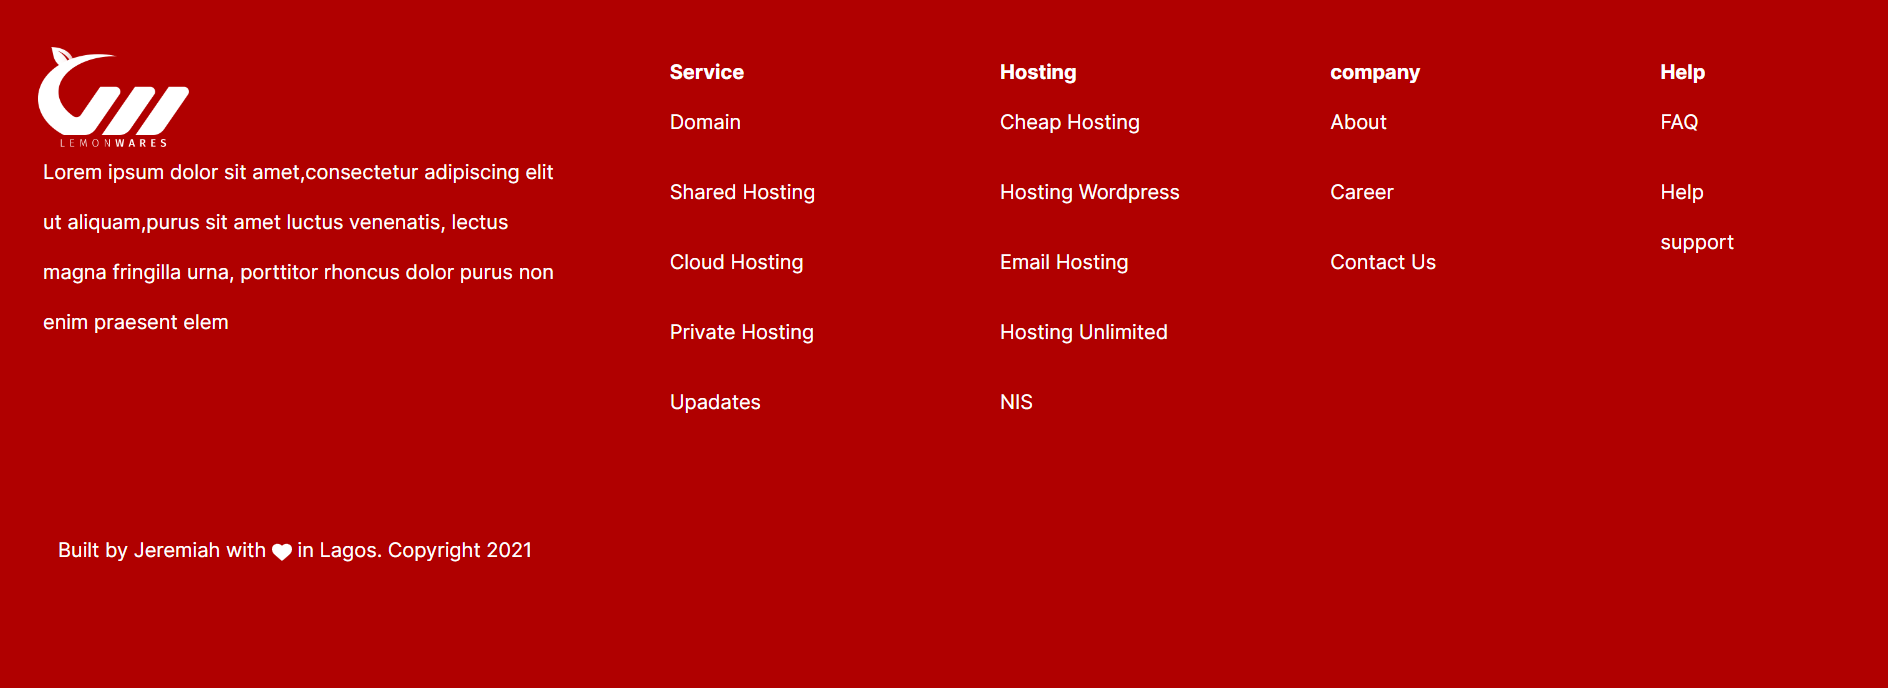 LEMONWARES
Lorem ipsum dolor sit amet,consectetur adipiscing elit
ut aliquam,purus sit amet luctus venenatis, lectus
magna fringilla urna, porttitor rhoncus dolor purus non
enim praesent elem
Service
Domain
Shared Hosting
Cloud Hosting
Private Hosting
Upadates
Hosting
Cheap Hosting
Hosting Wordpress
Email Hosting
Hosting Unlimited
NIS
company
About
Career
Contact Us
Help
FAQ
Help
support
Built by Jeremiah with in Lagos. Copyright 2021